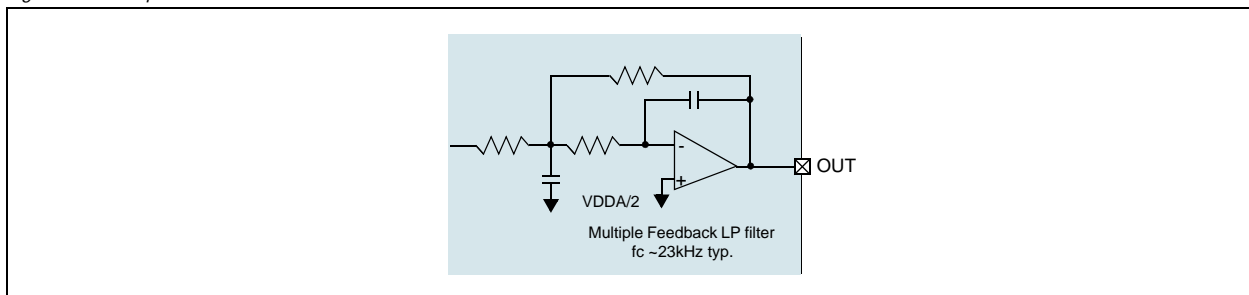 -
+
OUT
VDDA/2
Multiple Feedback LP filter
fc ~23kHz typ.